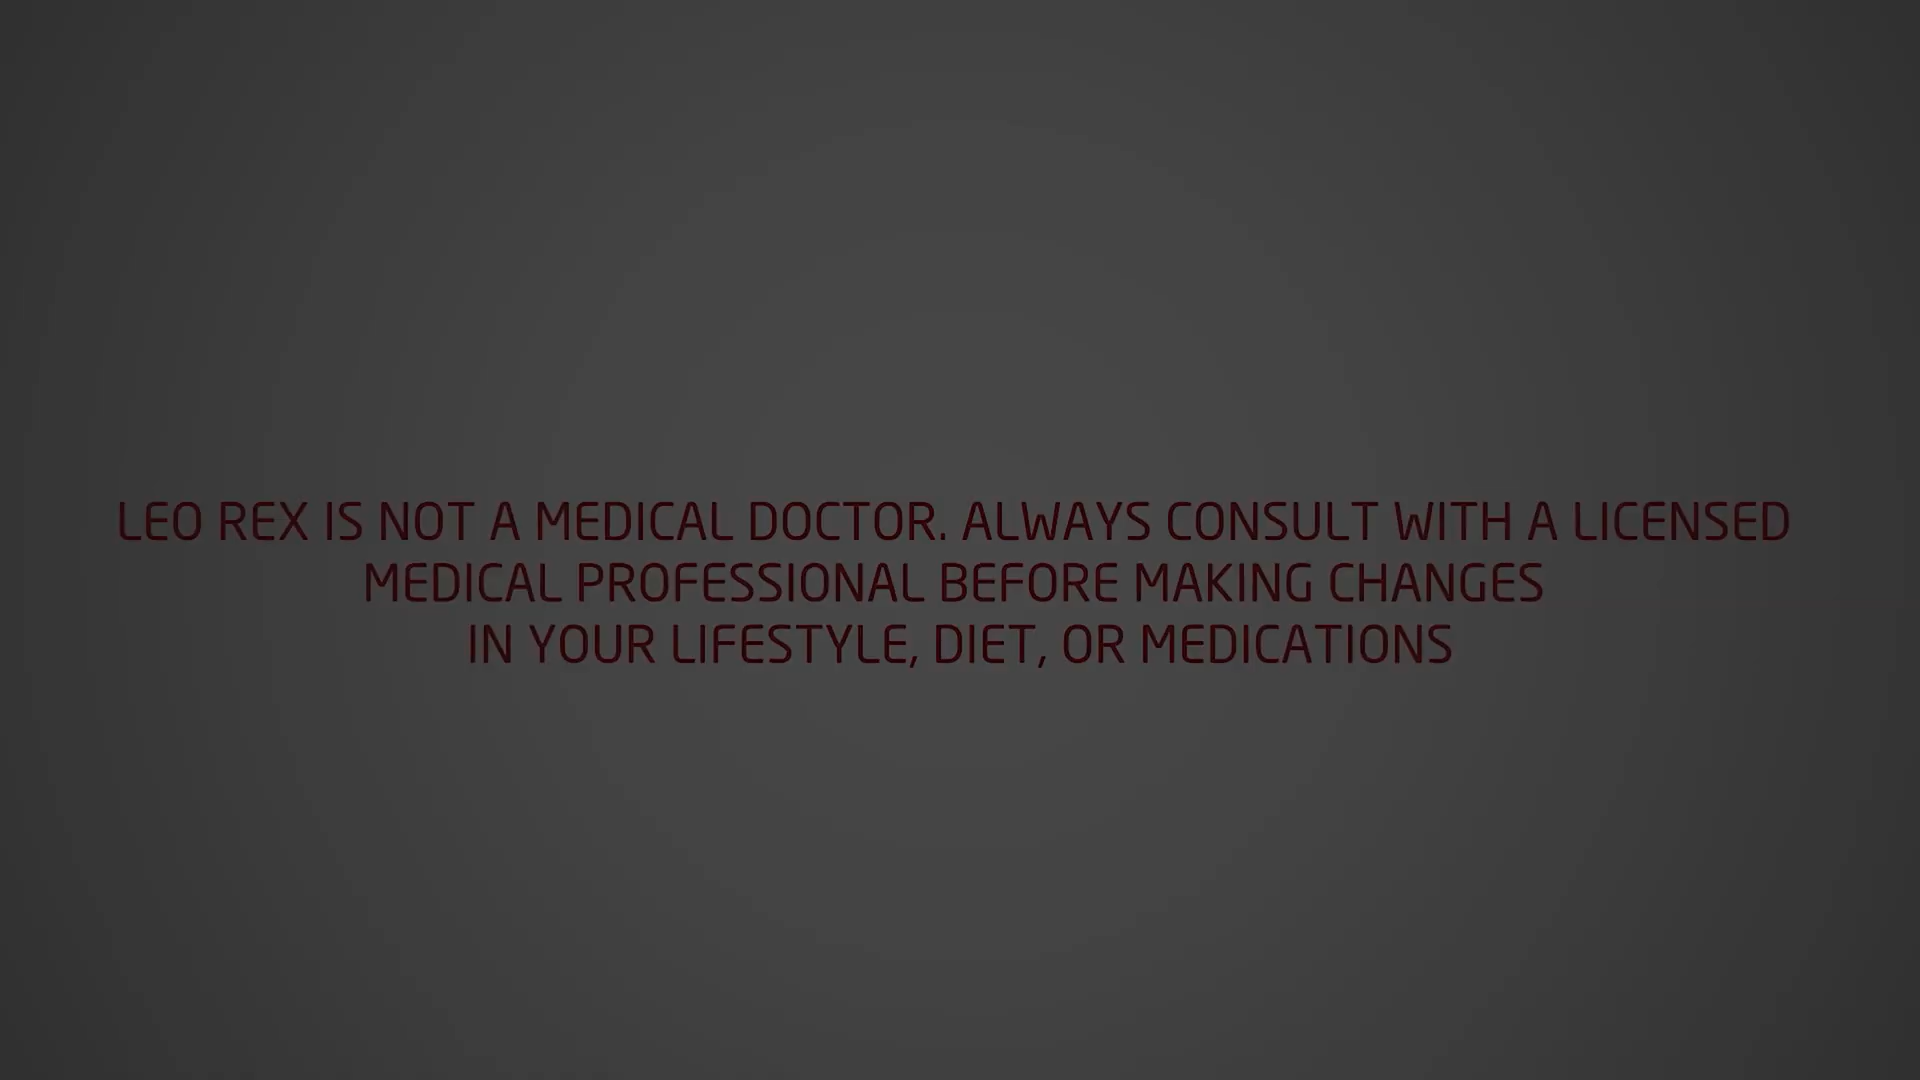 LEO REX IS NOT A MEDICAL DOCTOR. ALWAYS CONSULT WITH A LICENSED
MEDICAL PROFESSIONAL BEFORE MAKING CHANGES
IN YOUR LIFESTYLE, DIET, OR MEDICATIONS